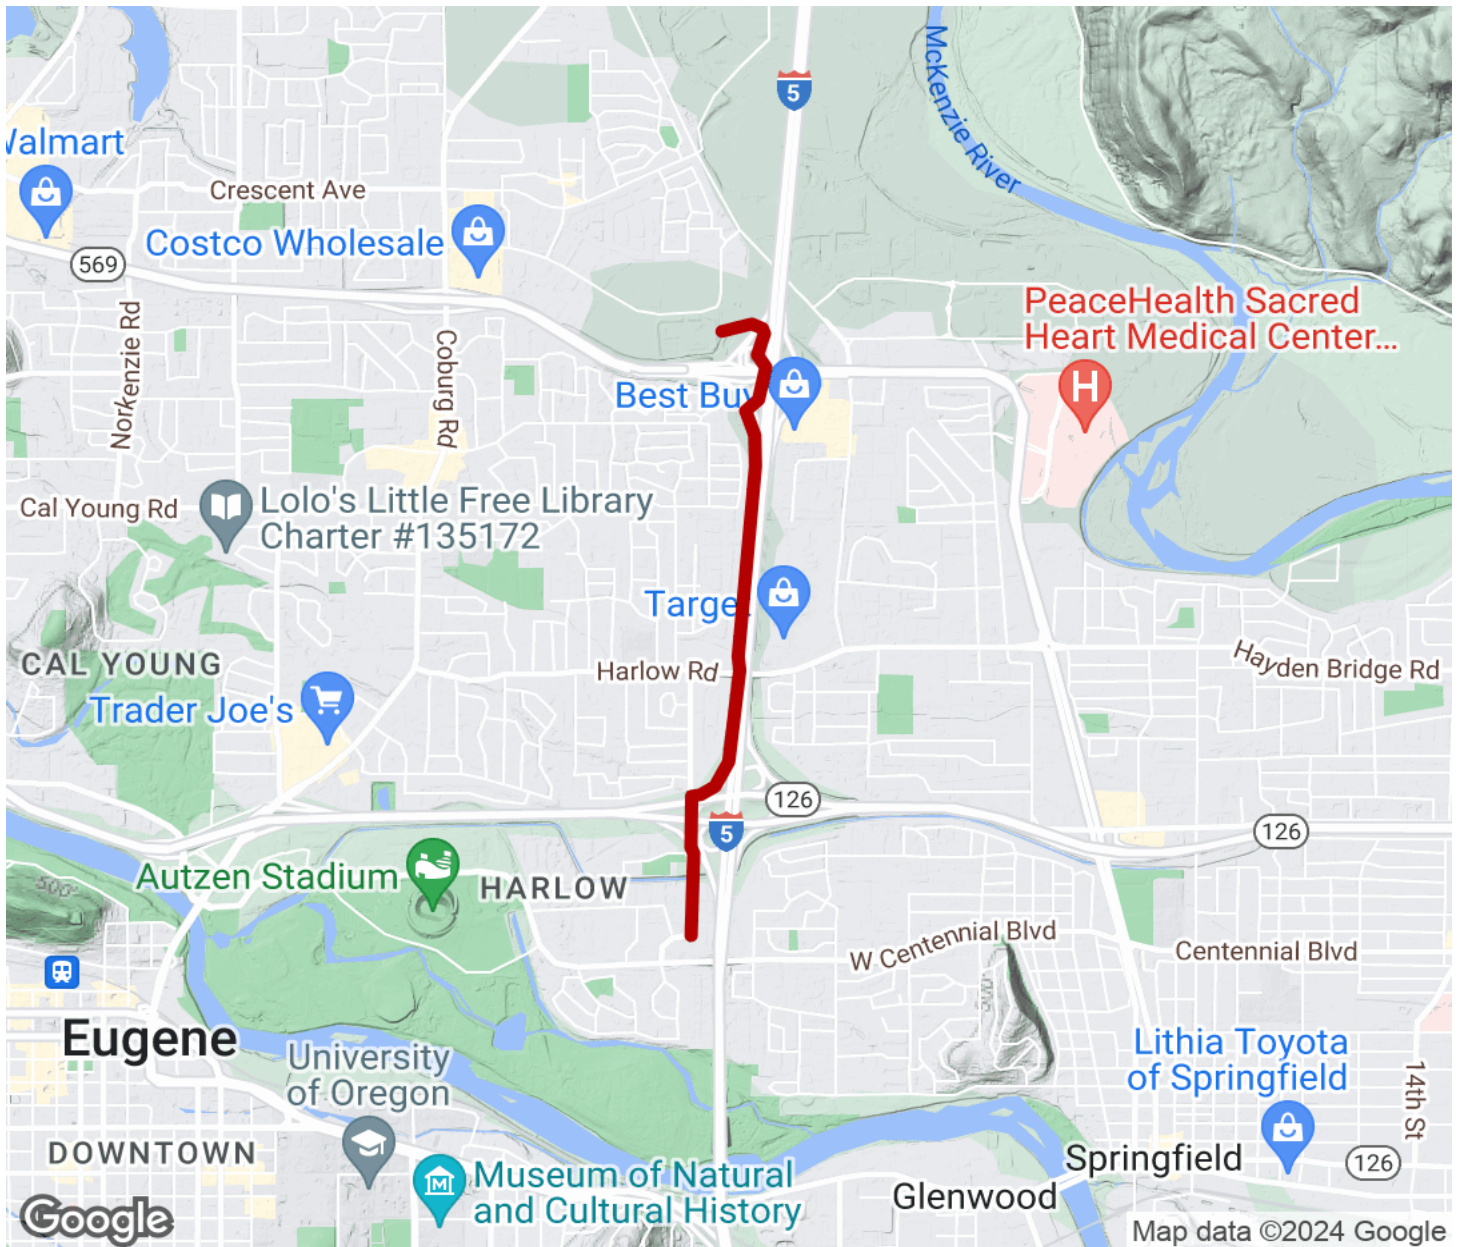 5
McKenzie River
Walmart
Crescent Ave
Costco Wholesale
569
PeaceHealth Sacred
Heart Medical Center...
H
Norkenzie Rd
Coburg Rd
Best Buy
Cal Young Rd
Lolo's Little Free Library
Charter #135172
Target
CAL YOUNG
Harlow Rd
Hayden Bridge Rd
Trader Joe's
126
5
126
Autzen Stadium
HARLOW
500'
W Centennial Blvd
Centennial Blvd
Eugene
University
of Oregon
Lithia Toyota
of Springfield
14th St
DOWNTOWN
Museum of Natural
and Cultural History
M
Springfield
126
Glenwood
Google
Map data ©2024 Google